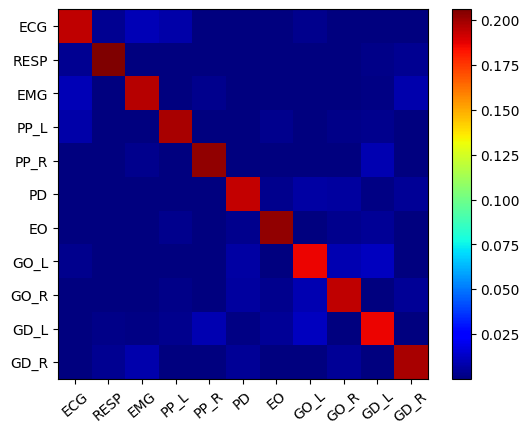 ECG
RESP
EMG
PP_L
PP_R
PD
EO
GO_L
GO_R
GD_L
GD_R
ECG RESP EMG PP_L PP_R PD EO GO_L GO_R GD_L GD_R
0.200
0.175
0.150
0.125
0.100
0.075
0.050
0.025